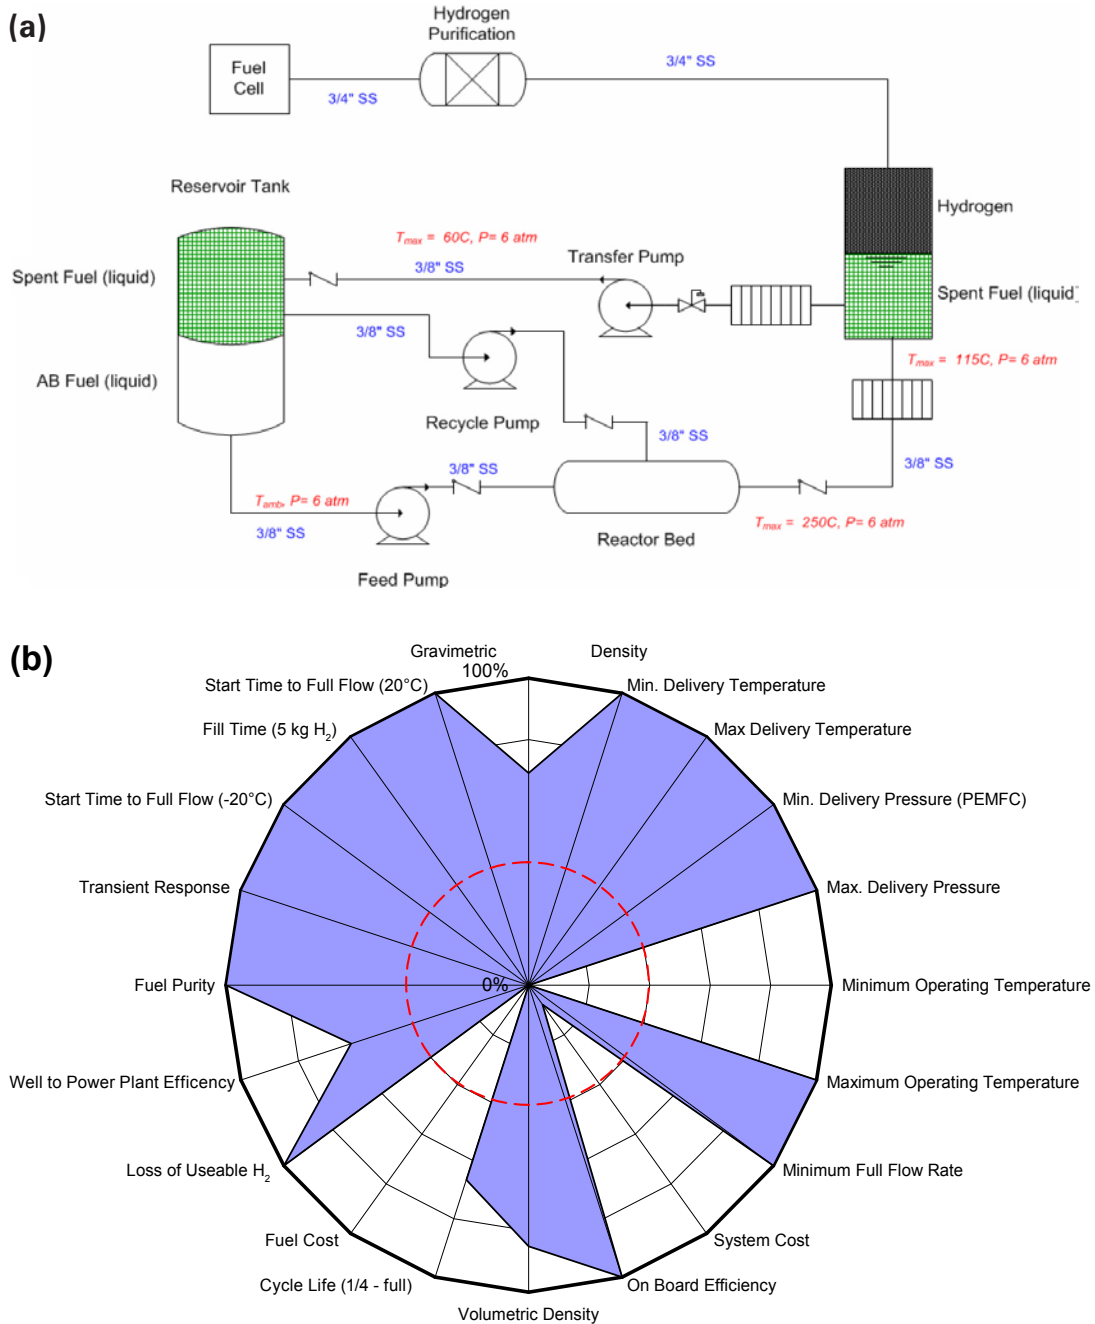 (a)
Hydrogen
Purification
Fuel
Cell
3/4" SS
3/4" SS
Reservoir Tank
Hydrogen
Tmax = 60C, P= 6 atm
Transfer Pump
3/8" SS
Spent Fuel (liquid)
Spent Fuel (liquid)
3/8" SS
Tmax = 115C, P= 6 atm
AB Fuel (liquid)
Recycle Pump
3/8" SS
3/8" SS
3/8" SS
Tamb, P= 6 atm
Tmax = 250C, P= 6 atm
3/8" SS
Reactor Bed
Feed Pump
(b)
Gravimetric Density
100%
Start Time to Full Flow (20°C)
Min. Delivery Temperature
Fill Time (5 kg H2)
Max Delivery Temperature
Start Time to Full Flow (-20°C)
Min. Delivery Pressure (PEMFC)
Transient Response
Max. Delivery Pressure
Fuel Purity
0%
Minimum Operating Temperature
Well to Power Plant Efficency
Maximum Operating Temperature
Loss of Useable H2
Minimum Full Flow Rate
Fuel Cost
System Cost
Cycle Life (1/4 - full)
On Board Efficiency
Volumetric Density